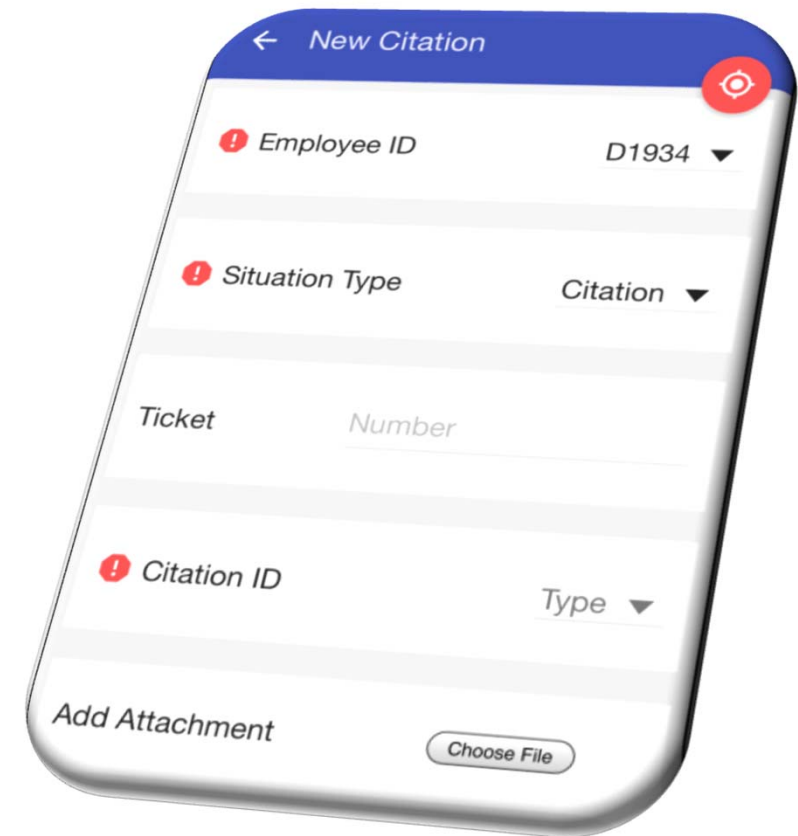 New Citation
Employee ID D1934
Situation Type Citation
Ticket Number
Citation ID Type
Add Attachment Choose File